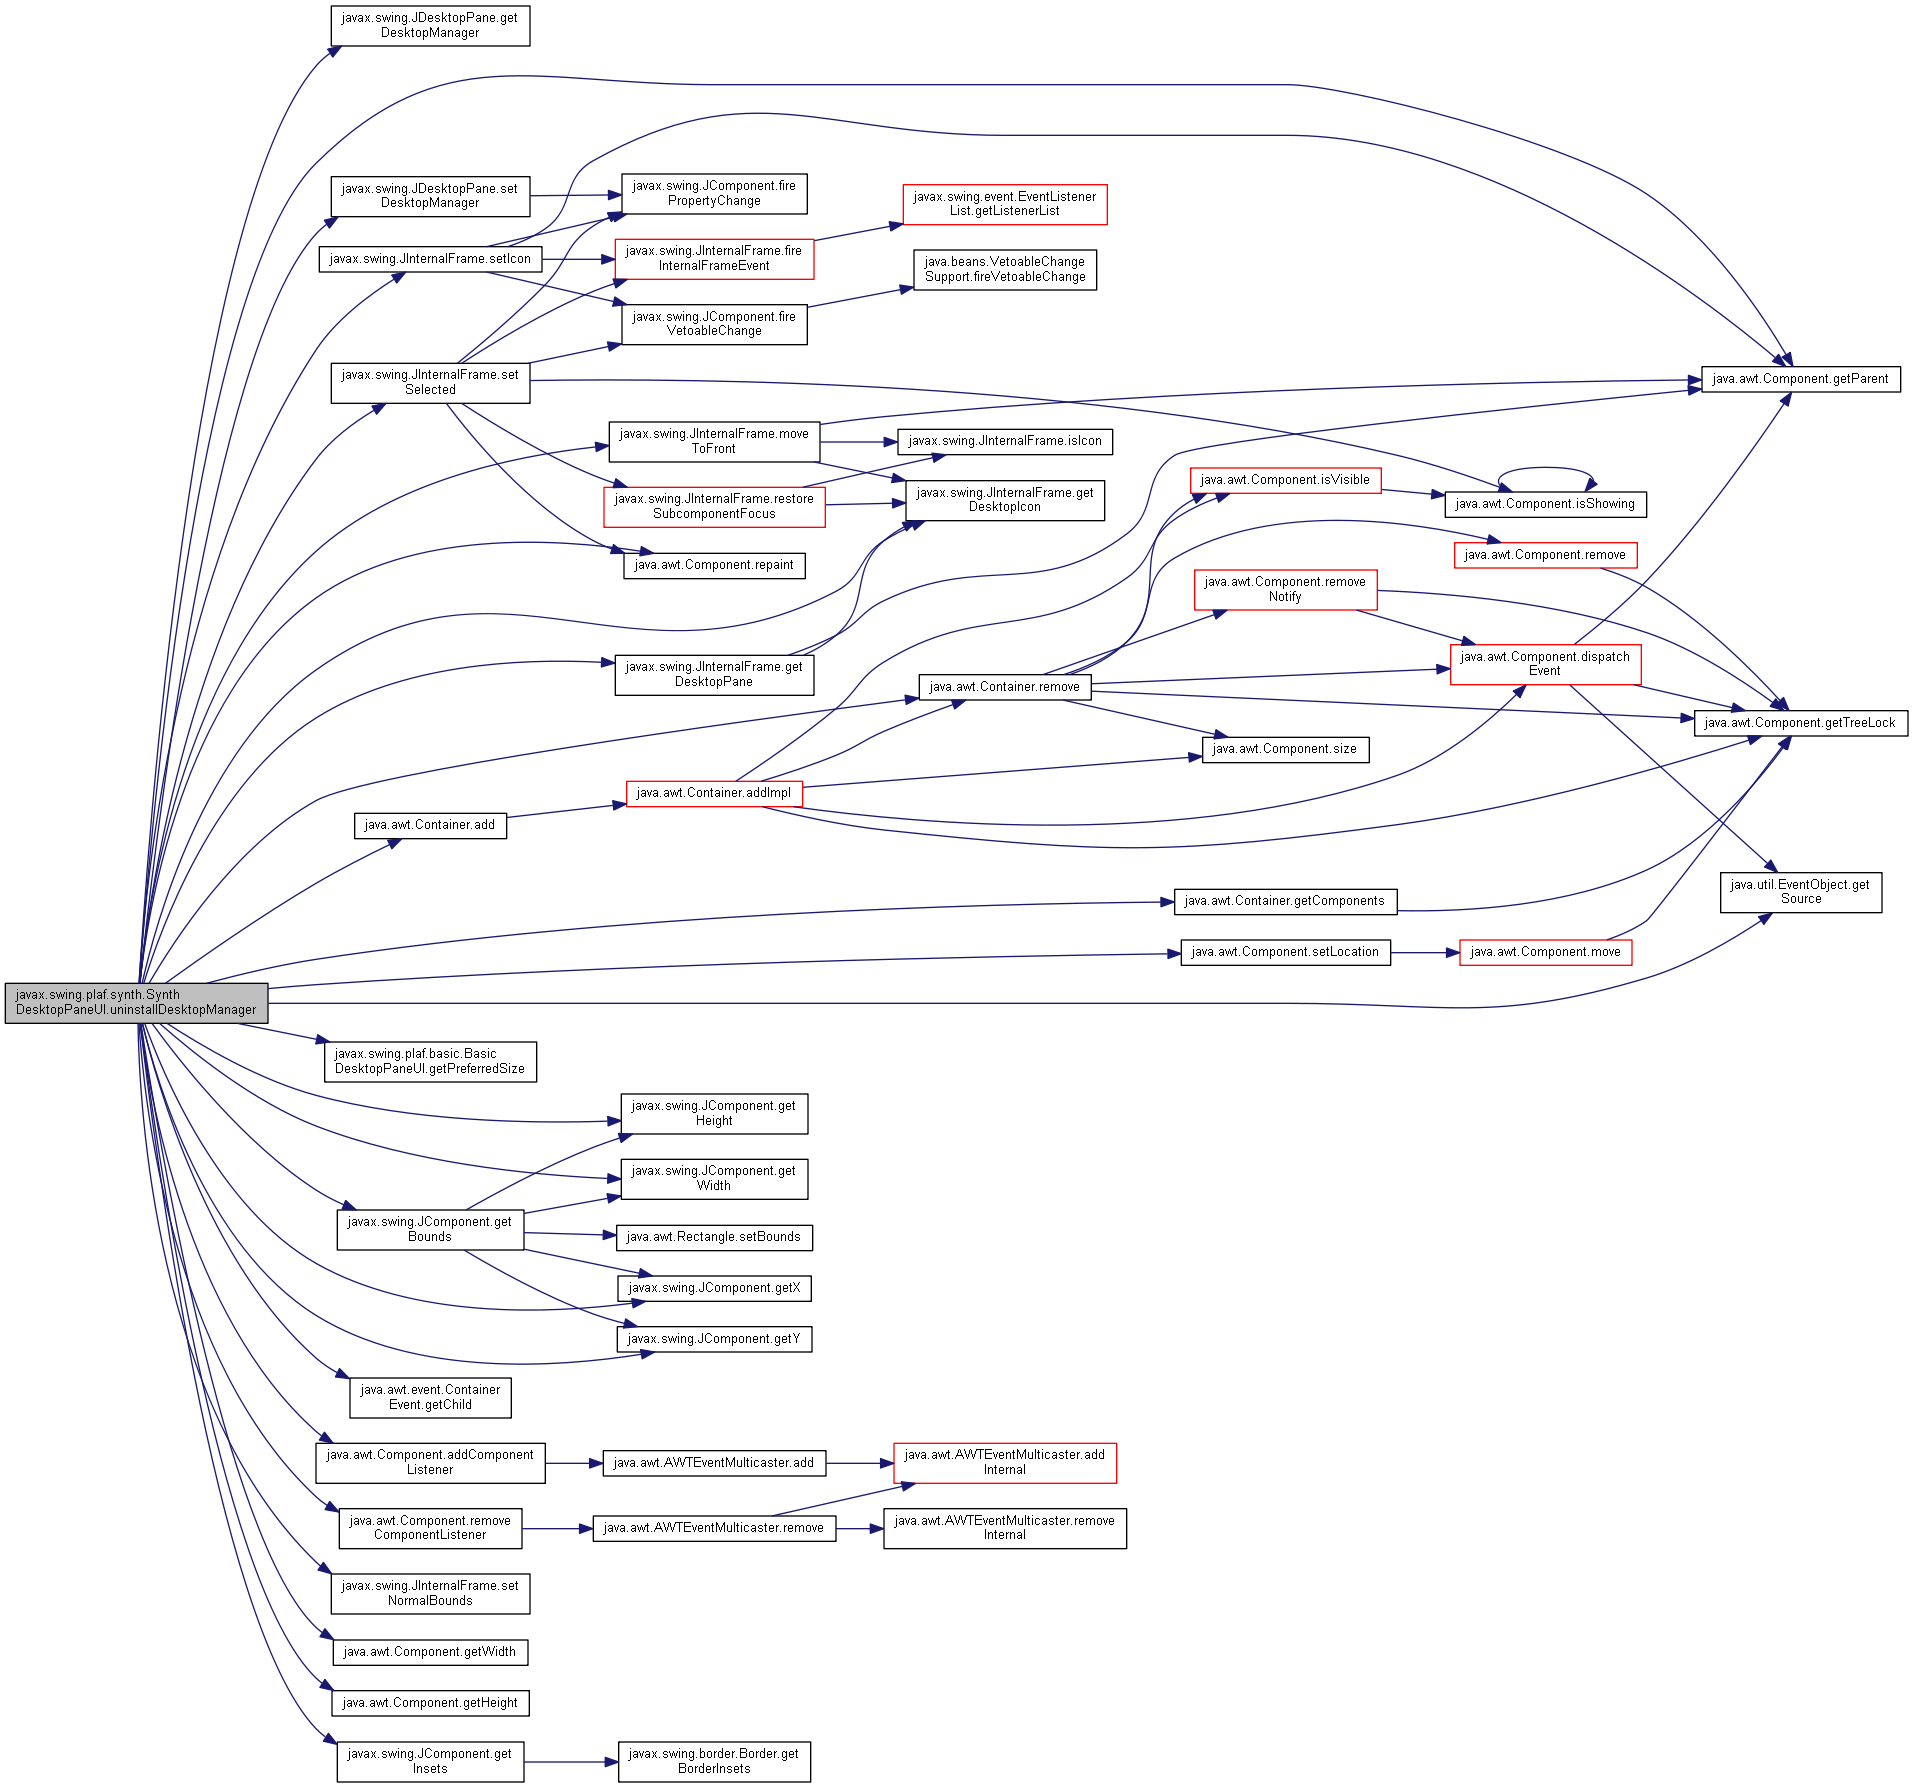 javax.swing.JDesktopPane.get
DesktopManager
javax.swing.JDesktopPane.set
DesktopManager
javax.swing.JComponent.fire
PropertyChange
javax.swing.event.EventListener
List.getListenerList
javax.swing.JInternalFrame.setIcon
javax.swing.JInternalFrame.fire
InternalFrameEvent
java.beans.VetoableChange
Support.fireVetoableChange
javax.swing.JComponent.fire
VetoableChange
javax.swing.JInternalFrame.set
Selected
java.awt.Component.getParent
javax.swing.JInternalFrame.move
ToFront
javax.swing.JInternalFrame.isIcon
javax.swing.JInternalFrame.restore
SubcomponentFocus
javax.swing.JInternalFrame.get
DesktopIcon
java.awt.Component.isVisible
java.awt.Component.isShowing
java.awt.Component.repaint
java.awt.Component.remove
java.awt.Component.remove
Notify
javax.swing.JInternalFrame.get
DesktopPane
java.awt.Container.remove
java.awt.Component.dispatch
Event
java.awt.Component.getTreeLock
java.awt.Component.size
java.awt.Container.addImpl
java.awt.Container.add
java.util.EventObject.get
Source
java.awt.Container.getComponents
java.awt.Component.setLocation
java.awt.Component.move
javax.swing.plaf.synth.Synth
DesktopPaneUI.uninstallDesktopManager
javax.swing.plaf.basic.Basic
DesktopPaneUI.getPreferredSize
javax.swing.JComponent.get
Height
javax.swing.JComponent.get
Width
javax.swing.JComponent.get
Bounds
java.awt.Rectangle.setBounds
javax.swing.JComponent.getX
javax.swing.JComponent.getY
java.awt.event.Container
Event.getChild
java.awt.Component.addComponent
Listener
java.awt.AWTEventMulticaster.add
java.awt.AWTEventMulticaster.add
Internal
java.awt.Component.remove
ComponentListener
java.awt.AWTEventMulticaster.remove
java.awt.AWTEventMulticaster.remove
Internal
javax.swing.JInternalFrame.set
NormalBounds
java.awt.Component.getWidth
java.awt.Component.getHeight
javax.swing.JComponent.get
Insets
javax.swing.border.Border.get
BorderInsets